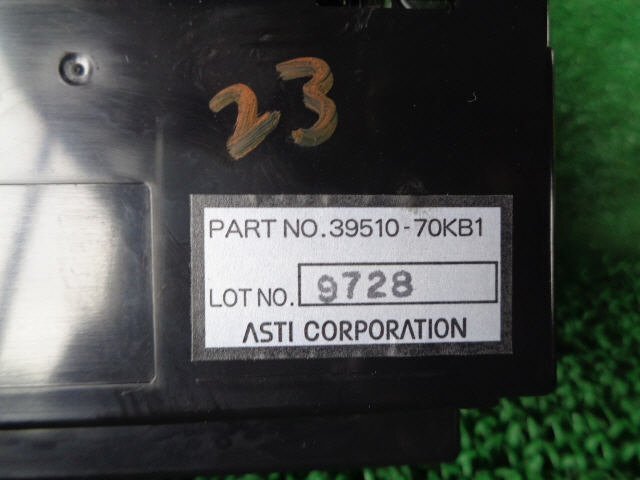 23
PART NO.39510-70KB1
LOT NO. 9728
ASTI CORPORATION